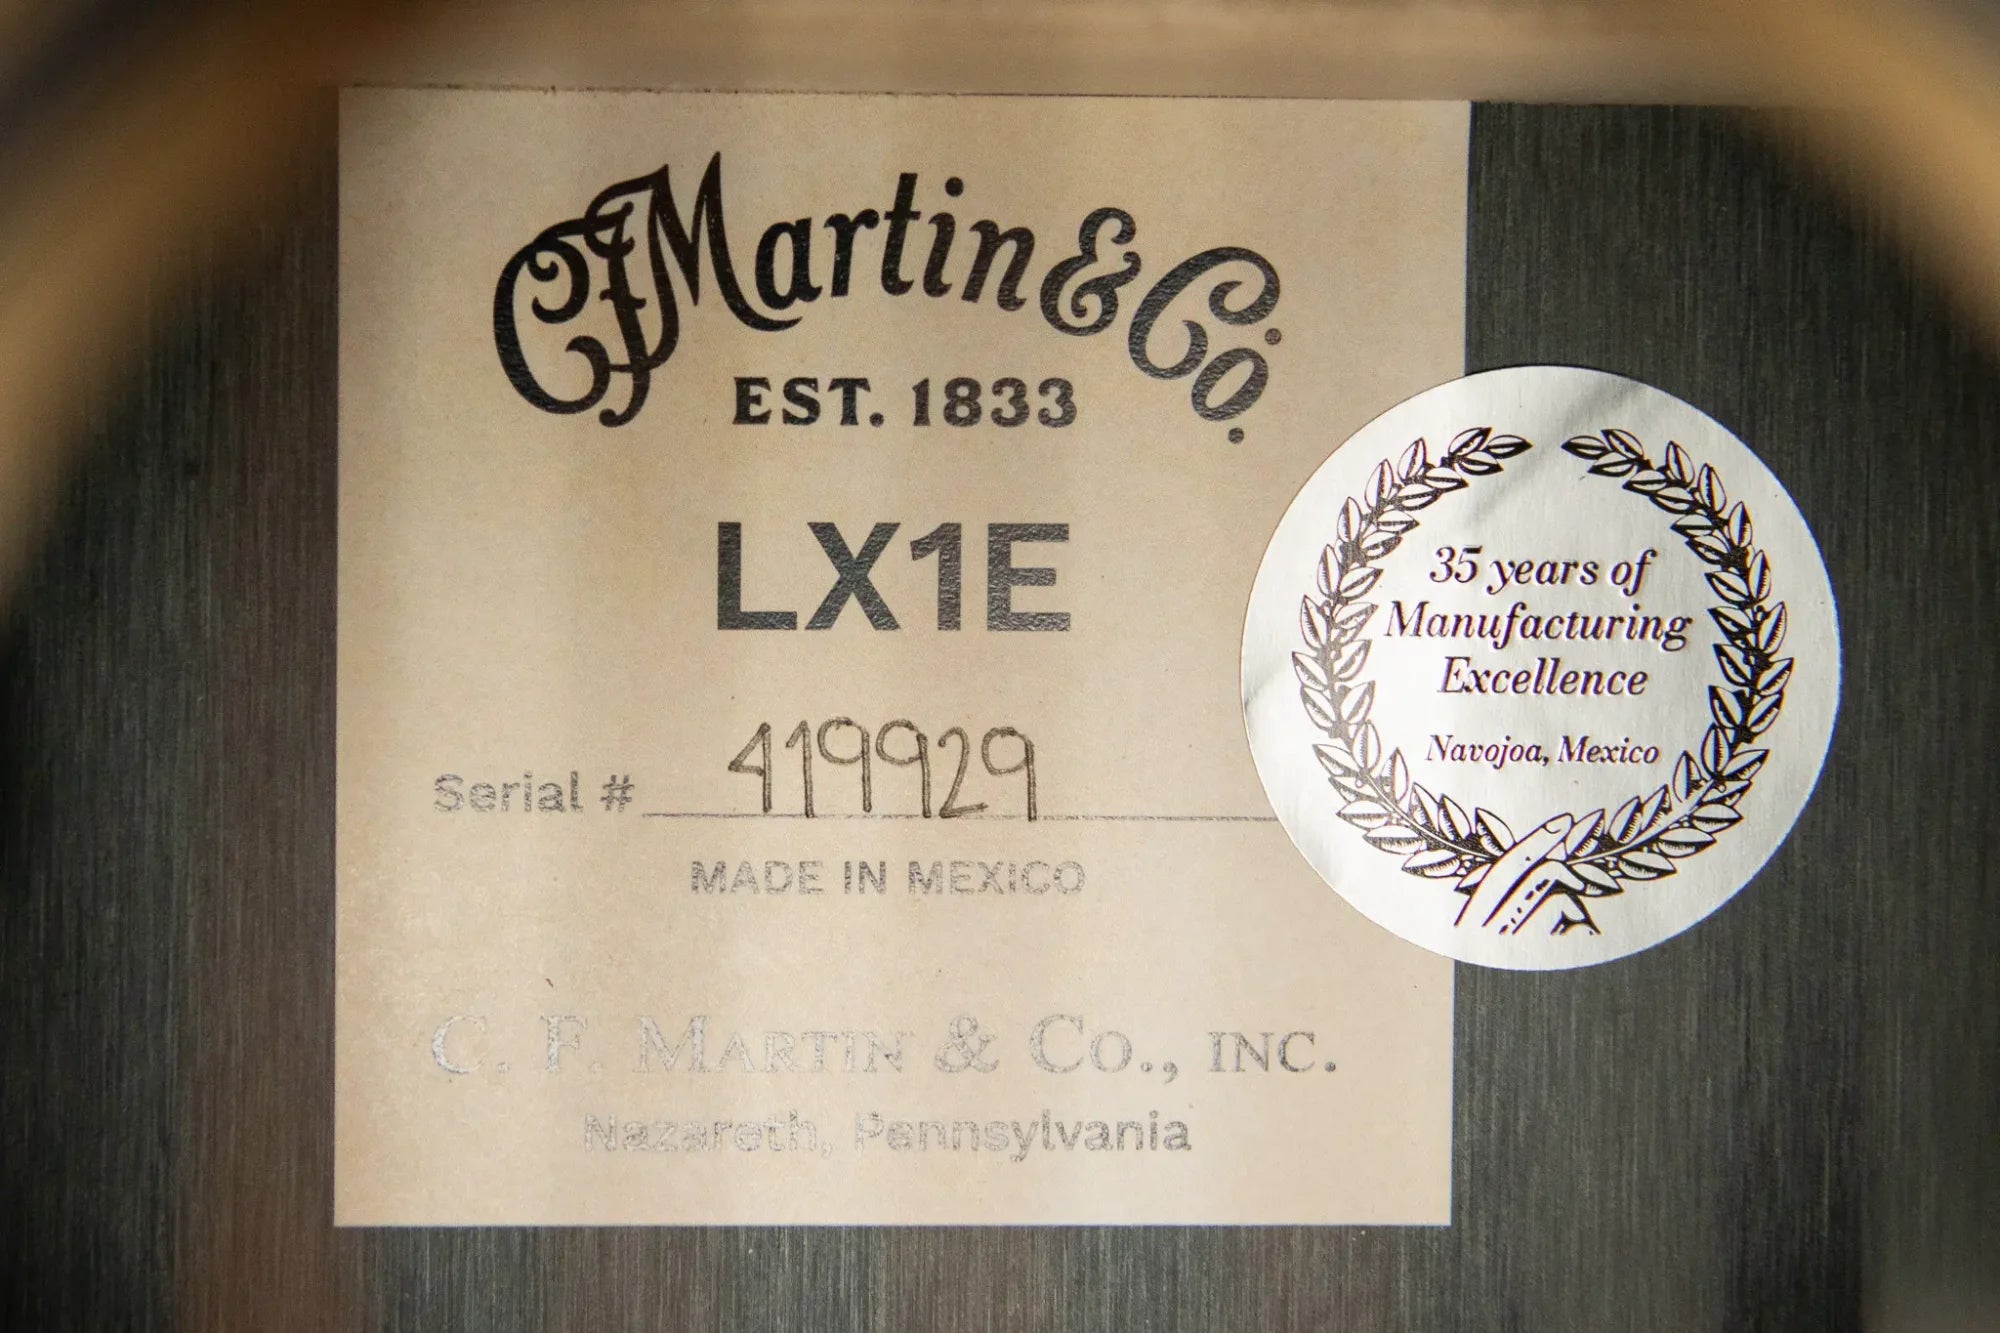 CFMartin & Co.
EST. 1833
LX1E
Serial # 419929
MADE IN MEXICO
C. F. MARTIN & CO., INC.
Nazareth, Pennsylvania
35 years of
Manufacturing
Excellence
Navojoa, Mexico